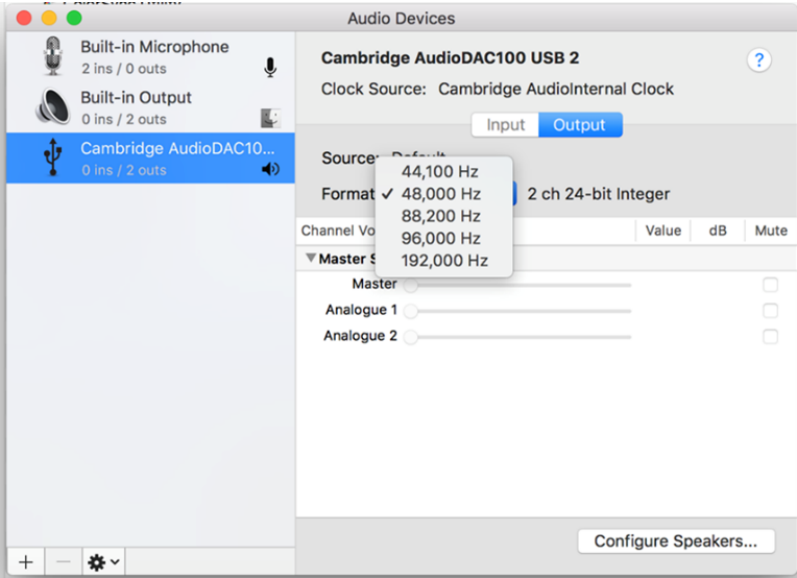 Audio Devices
Built-in Microphone
2 ins / 0 outs
Built-in Output
0 ins / 2 outs
Cambridge AudioDAC10...
0 ins / 2 outs
Cambridge AudioDAC100 USB 2
?
Clock Source: Cambridge AudioInternal Clock
Input Output
Source: Default
44,100 Hz
Format ✓ 48,000 Hz 2 ch 24-bit Integer
88,200 Hz
96,000 Hz
192,000 Hz
Channel Vo Value dB Mute
▼ Master S
Master
Analogue 1
Analogue 2
Configure Speakers...
+ −